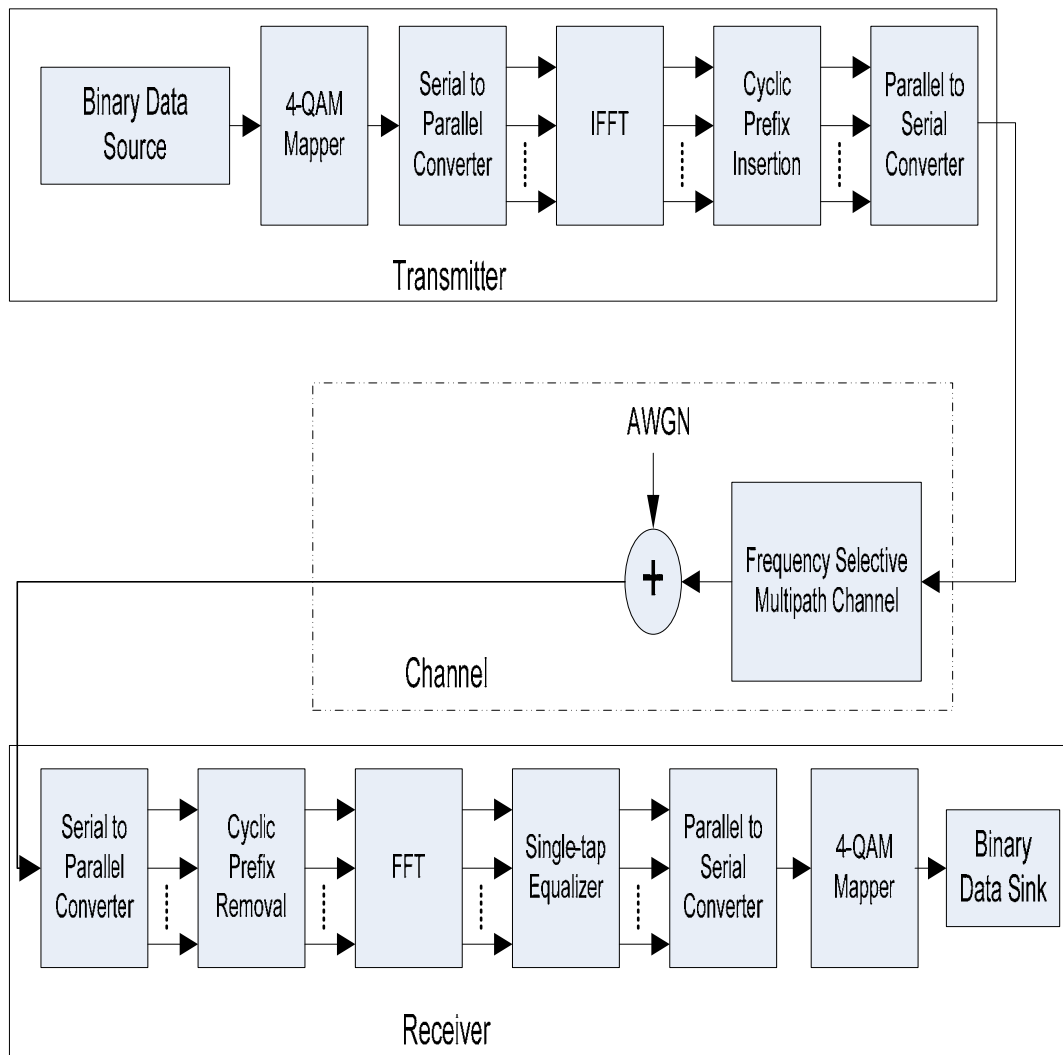 Binary Data
Source
4-QAM
Mapper
Serial to
Parallel
Converter
IFFT
Cyclic
Prefix
Insertion
Parallel to
Serial
Converter
Transmitter
AWGN
+
Frequency Selective
Multipath Channel
Channel
Serial to
Parallel
Converter
Cyclic
Prefix
Removal
FFT
Single-tap
Equalizer
Parallel to
Serial
Converter
4-QAM
Mapper
Binary
Data Sink
Receiver